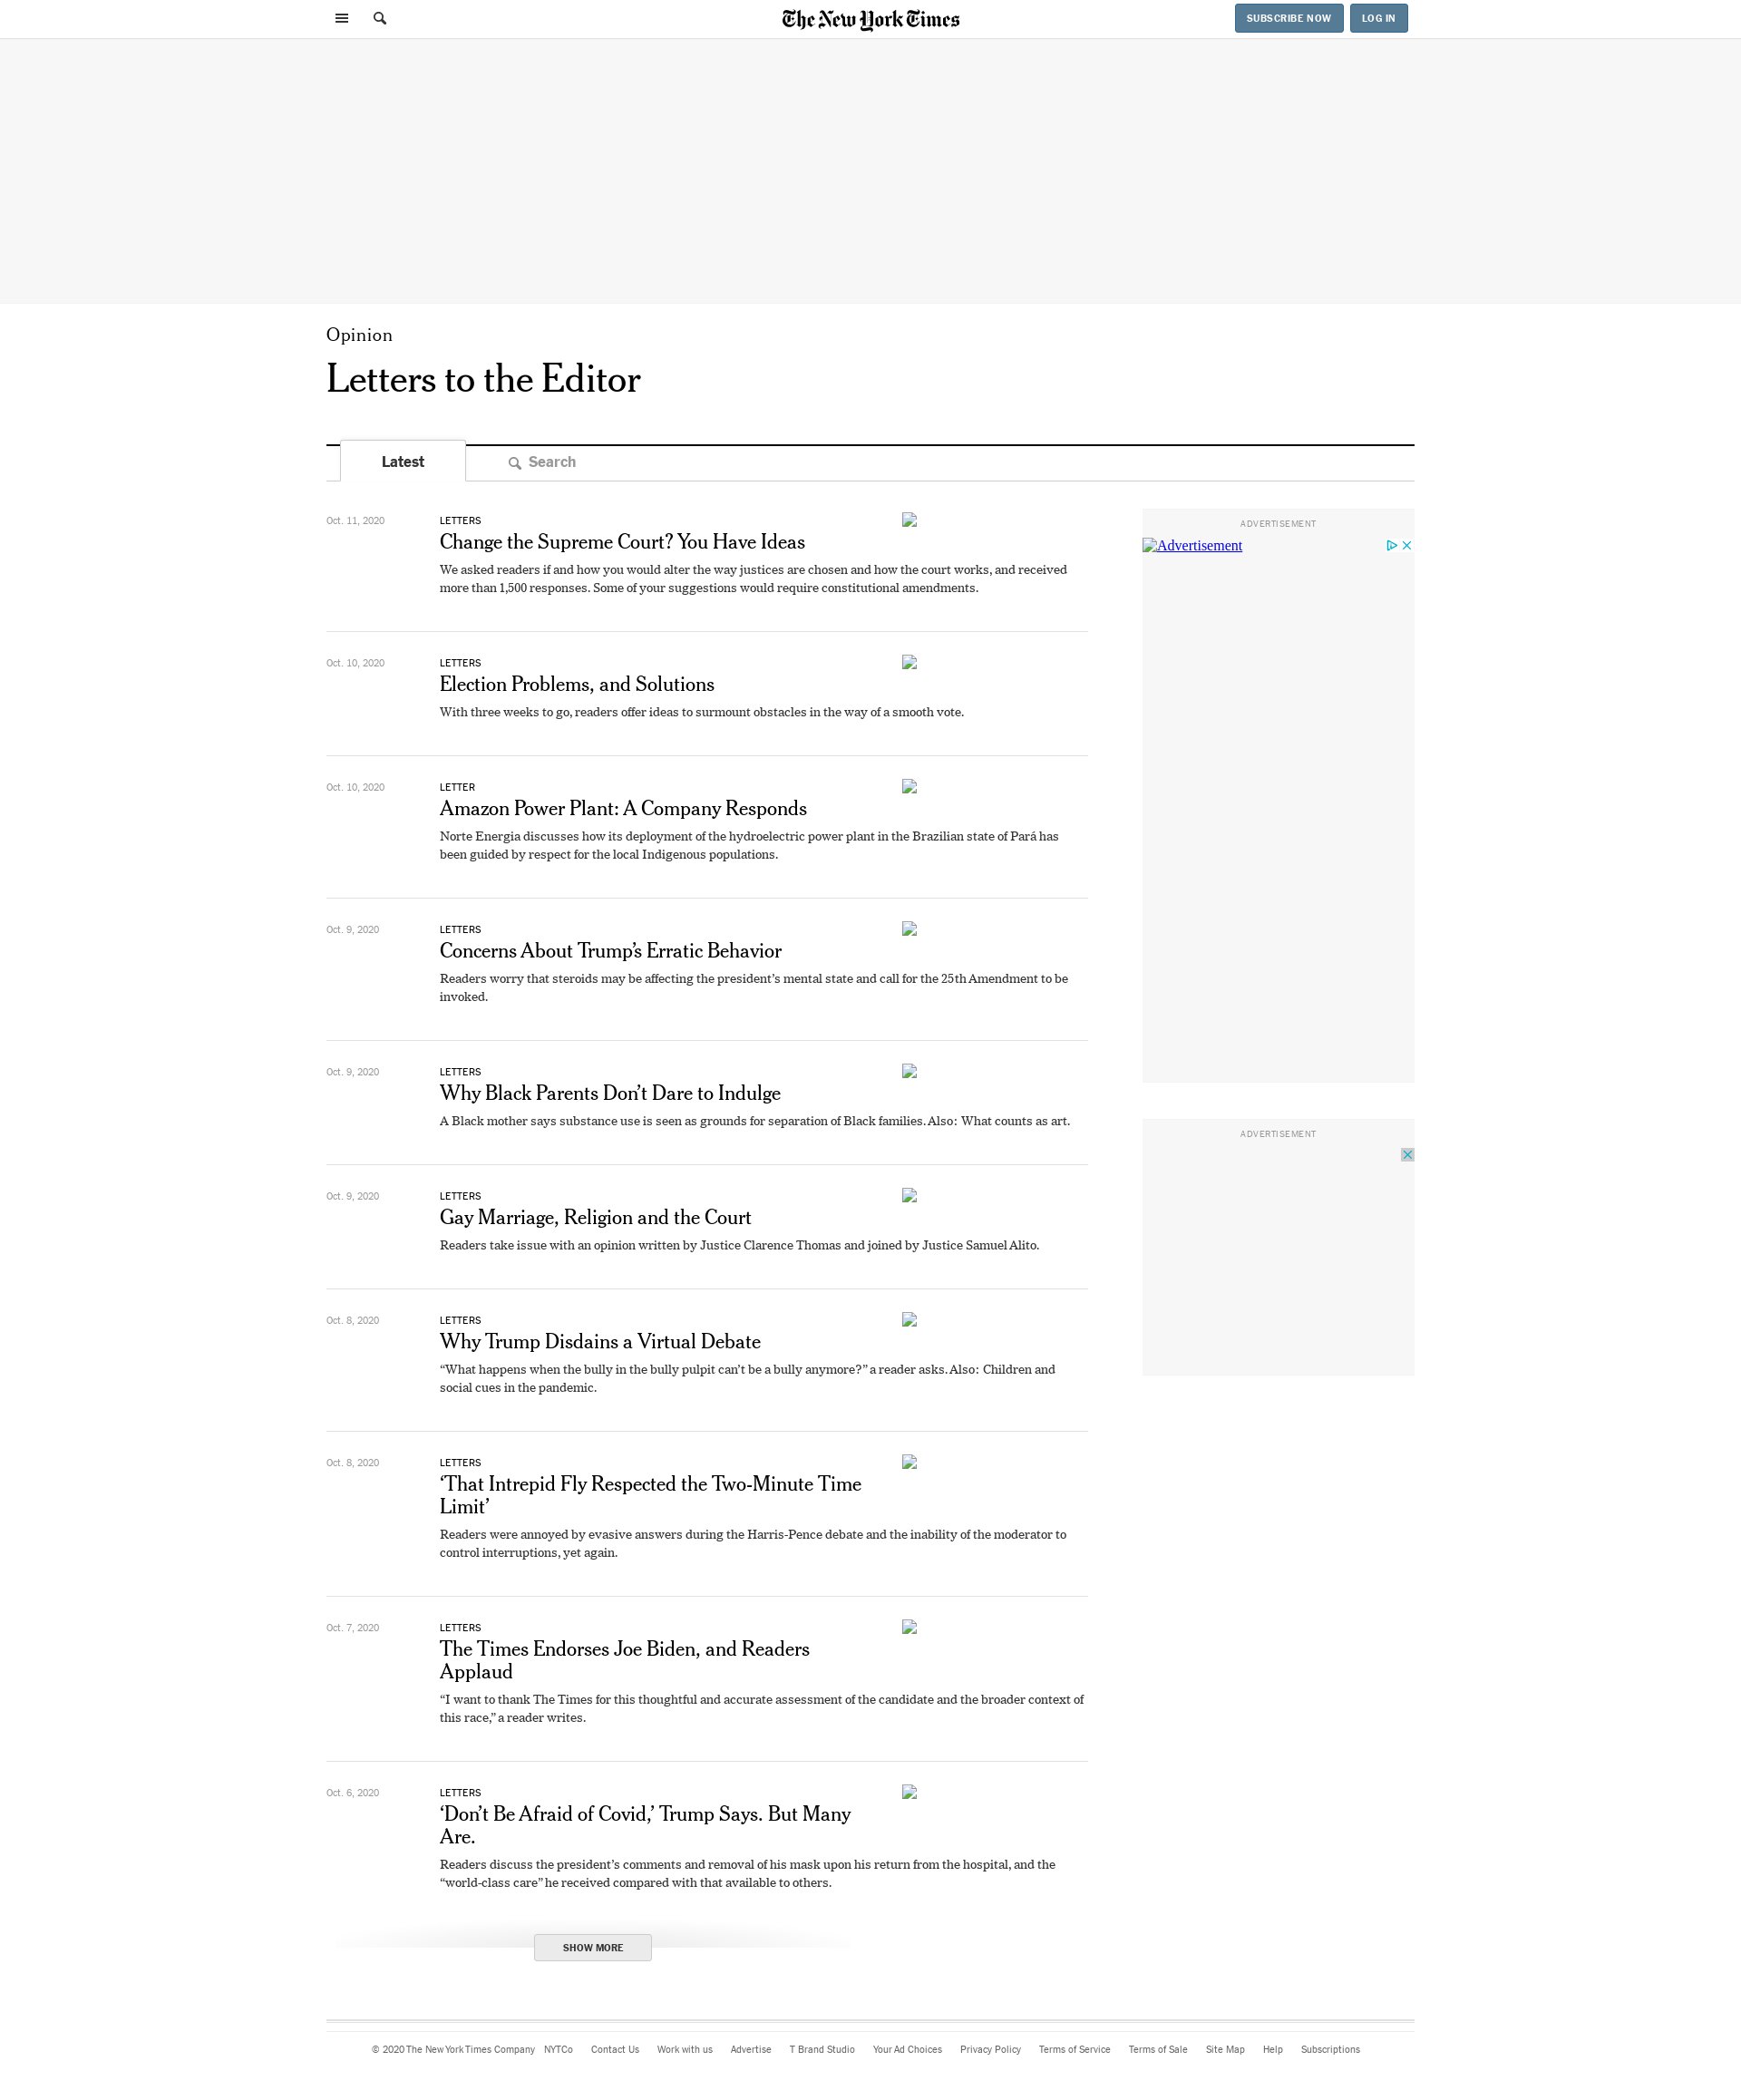 The New York Times
SUBSCRIBE NOW
LOG IN
Opinion
Letters to the Editor
Latest
Search
Oct. 11, 2020
LETTERS
Change the Supreme Court? You Have Ideas
We asked readers if and how you would alter the way justices are chosen and how the court works, and received
more than 1,500 responses. Some of your suggestions would require constitutional amendments.
Oct. 10, 2020
LETTERS
Election Problems, and Solutions
With three weeks to go, readers offer ideas to surmount obstacles in the way of a smooth vote.
Oct. 10, 2020
LETTER
Amazon Power Plant: A Company Responds
Norte Energia discusses how its deployment of the hydroelectric power plant in the Brazilian state of Pará has
been guided by respect for the local Indigenous populations.
Oct. 9, 2020
LETTERS
Concerns About Trump’s Erratic Behavior
Readers worry that steroids may be affecting the president’s mental state and call for the 25th Amendment to be
invoked.
Oct. 9, 2020
LETTERS
Why Black Parents Don’t Dare to Indulge
A Black mother says substance use is seen as grounds for separation of Black families. Also: What counts as art.
Oct. 9, 2020
LETTERS
Gay Marriage, Religion and the Court
Readers take issue with an opinion written by Justice Clarence Thomas and joined by Justice Samuel Alito.
Oct. 8, 2020
LETTERS
Why Trump Disdains a Virtual Debate
“What happens when the bully in the bully pulpit can’t be a bully anymore?” a reader asks. Also: Children and
social cues in the pandemic.
Oct. 8, 2020
LETTERS
‘That Intrepid Fly Respected the Two-Minute Time
Limit’
Readers were annoyed by evasive answers during the Harris-Pence debate and the inability of the moderator to
control interruptions, yet again.
Oct. 7, 2020
LETTERS
The Times Endorses Joe Biden, and Readers
Applaud
“I want to thank The Times for this thoughtful and accurate assessment of the candidate and the broader context of
this race,” a reader writes.
Oct. 6, 2020
LETTERS
‘Don’t Be Afraid of Covid,’ Trump Says. But Many
Are.
Readers discuss the president’s comments and removal of his mask upon his return from the hospital, and the
“world-class care” he received compared with that available to others.
SHOW MORE
ADVERTISEMENT
Advertisement
ADVERTISEMENT
© 2020 The New York Times Company NYTCo Contact Us Work with us Advertise T Brand Studio Your Ad Choices Privacy Policy Terms of Service Terms of Sale Site Map Help Subscriptions